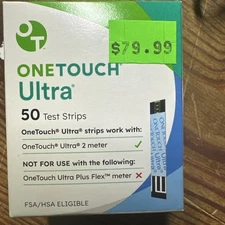 $79.99
ONETOUCH®
Ultra®
50 Test Strips
OneTouch® Ultra® strips work with:
OneTouch® Ultra® 2 meter ✓
NOT FOR USE with the following:
OneTouch Ultra Plus Flex™ meter ✗
FSA/HSA ELIGIBLE